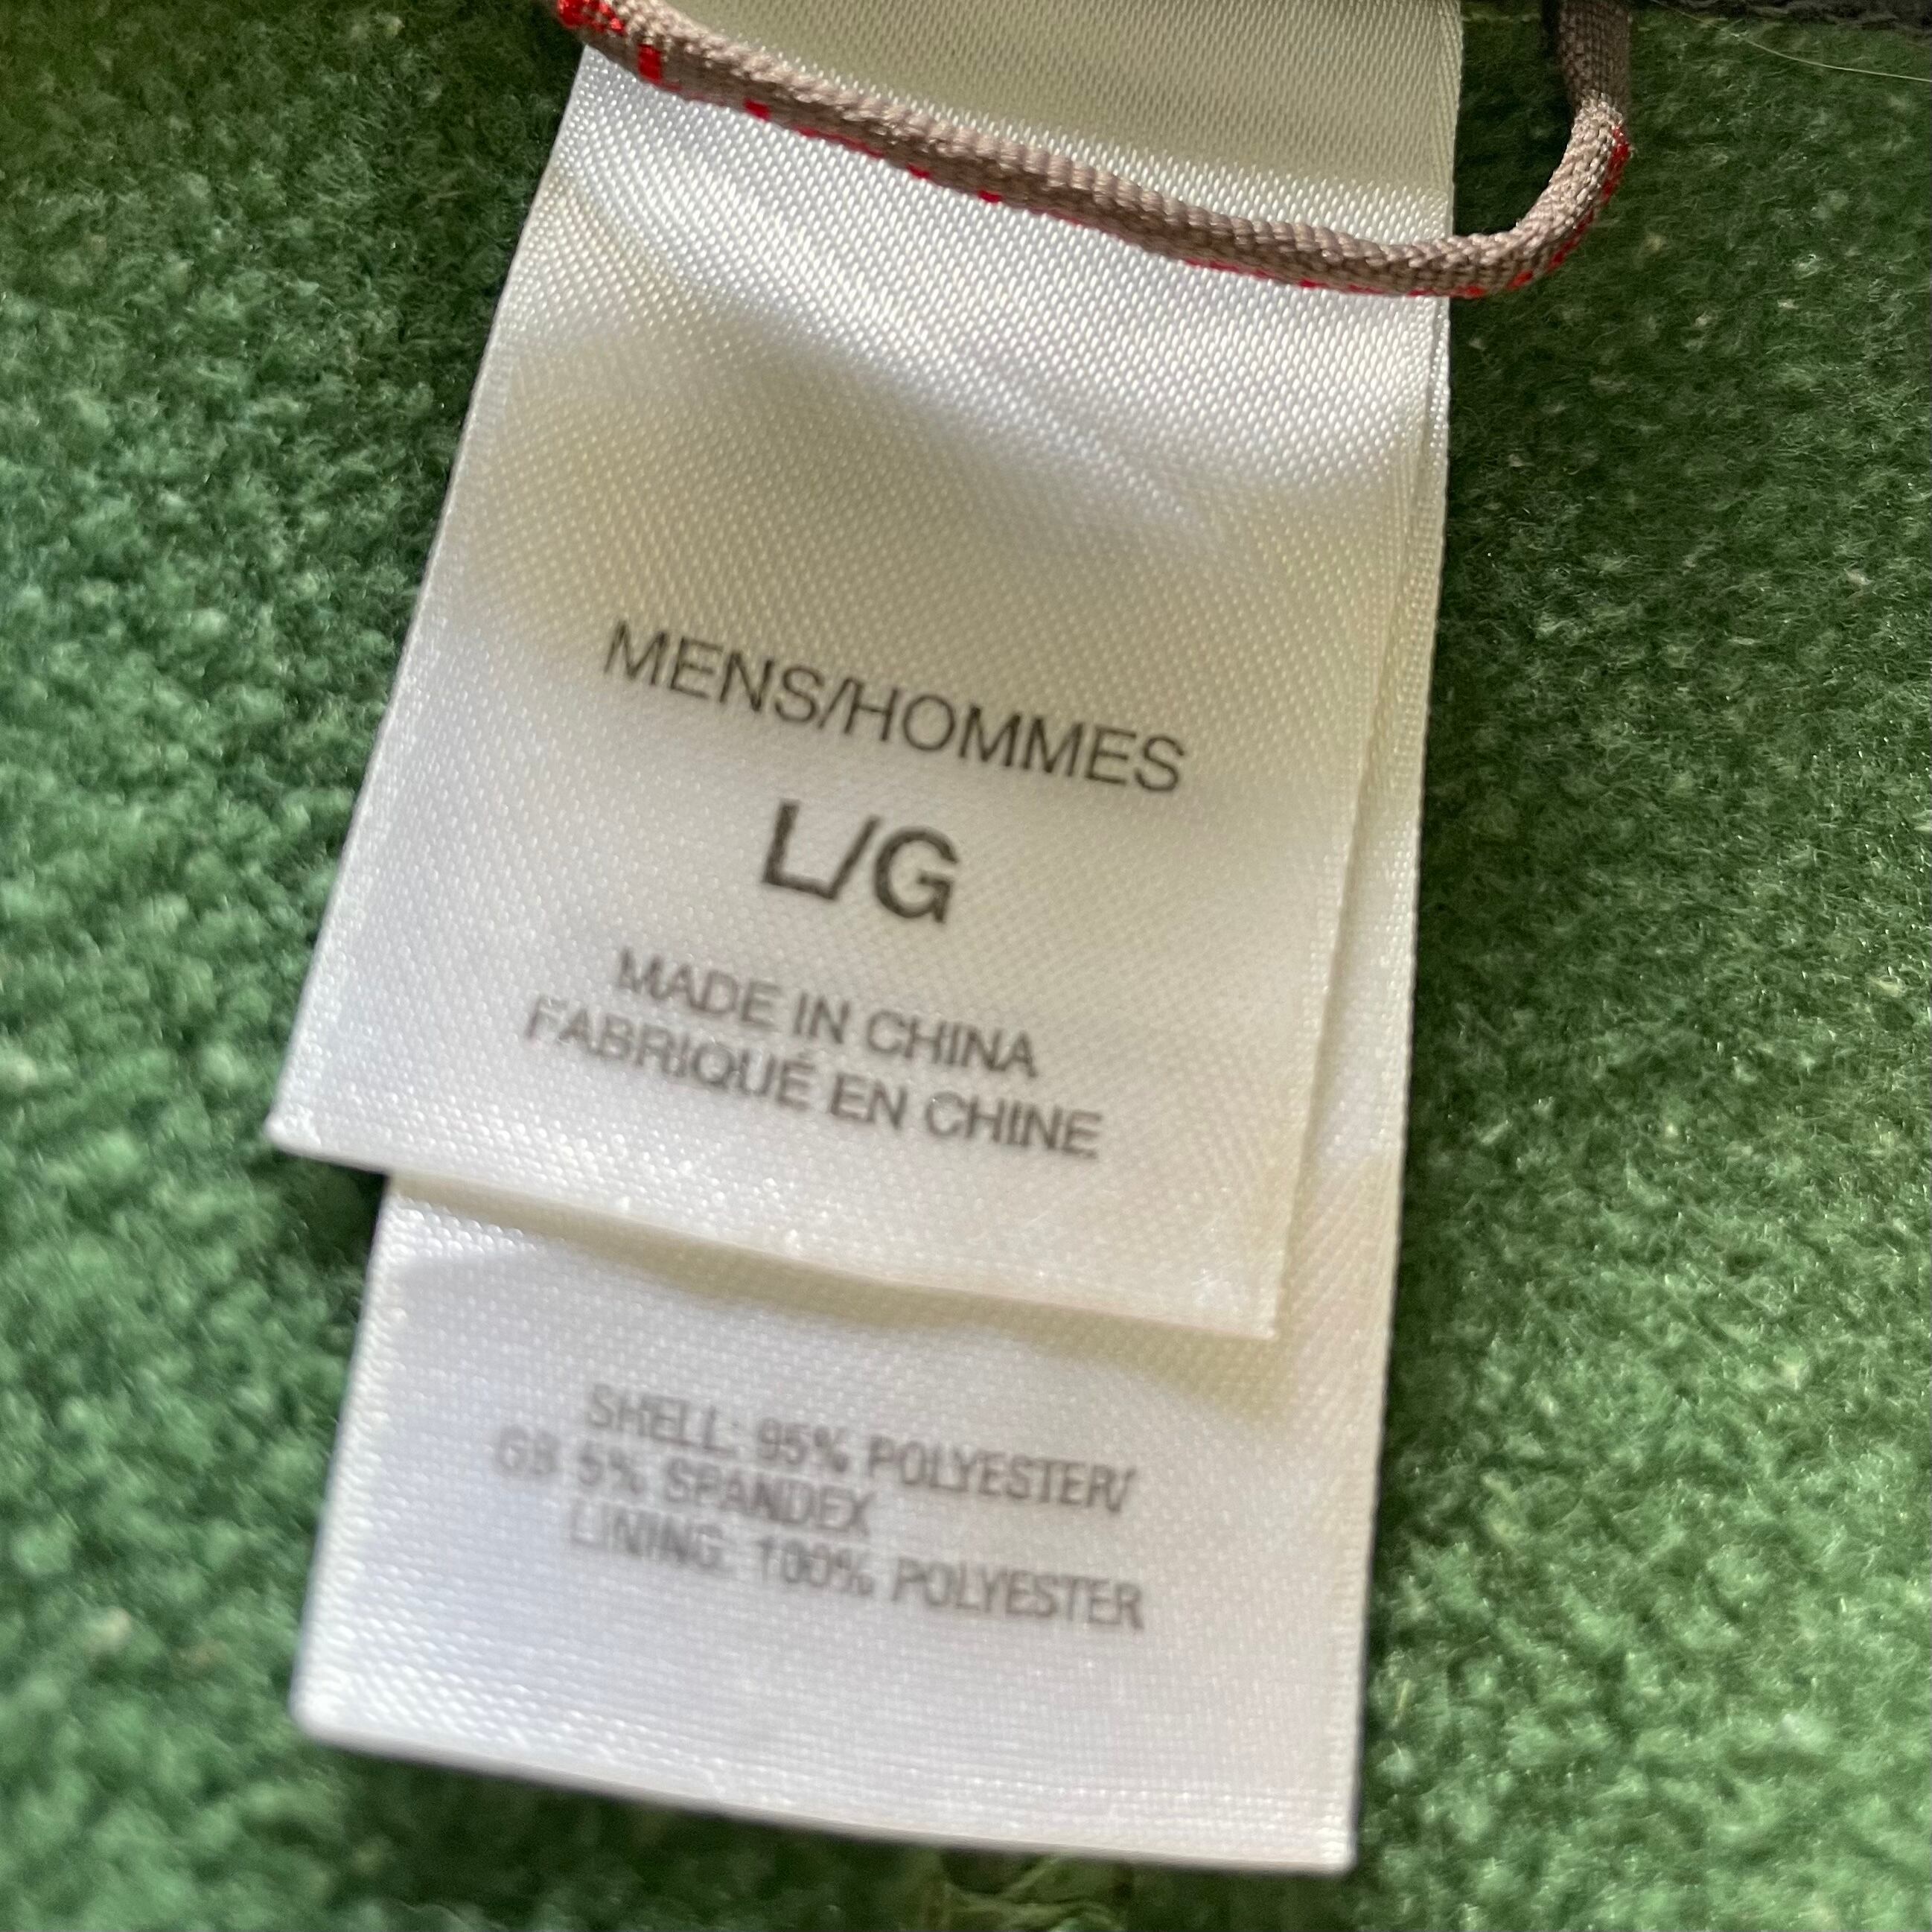 MENS/HOMMES
L/G
MADE IN CHINA
FABRIQUÉ EN CHINE
SHELL: 95% POLYESTER/
GB 5% SPANDEX
LINING: 100% POLYESTER